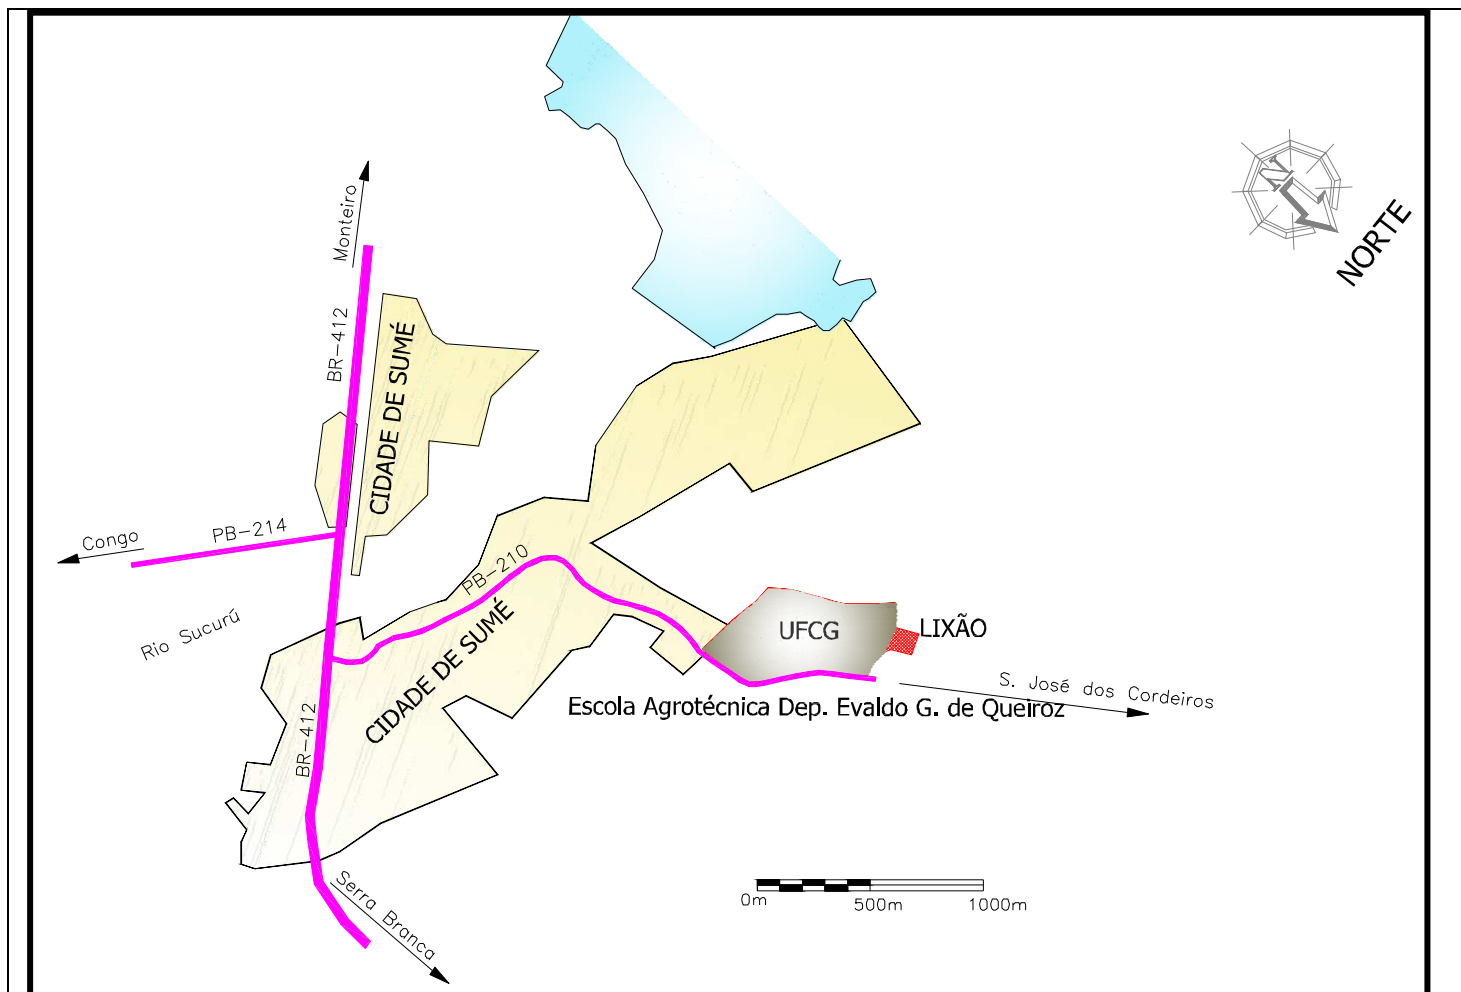 N
NORTE
Monteiro
BR-412
CIDADE DE SUMÉ
PB-214
Congo
PB-210
Rio Sucurú
UFCG
LIXÃO
CIDADE DE SUMÉ
S. José dos Cordeiros
Escola Agrotécnica Dep. Evaldo G. de Queiroz
BR-412
Serra Branca
0m 500m 1000m